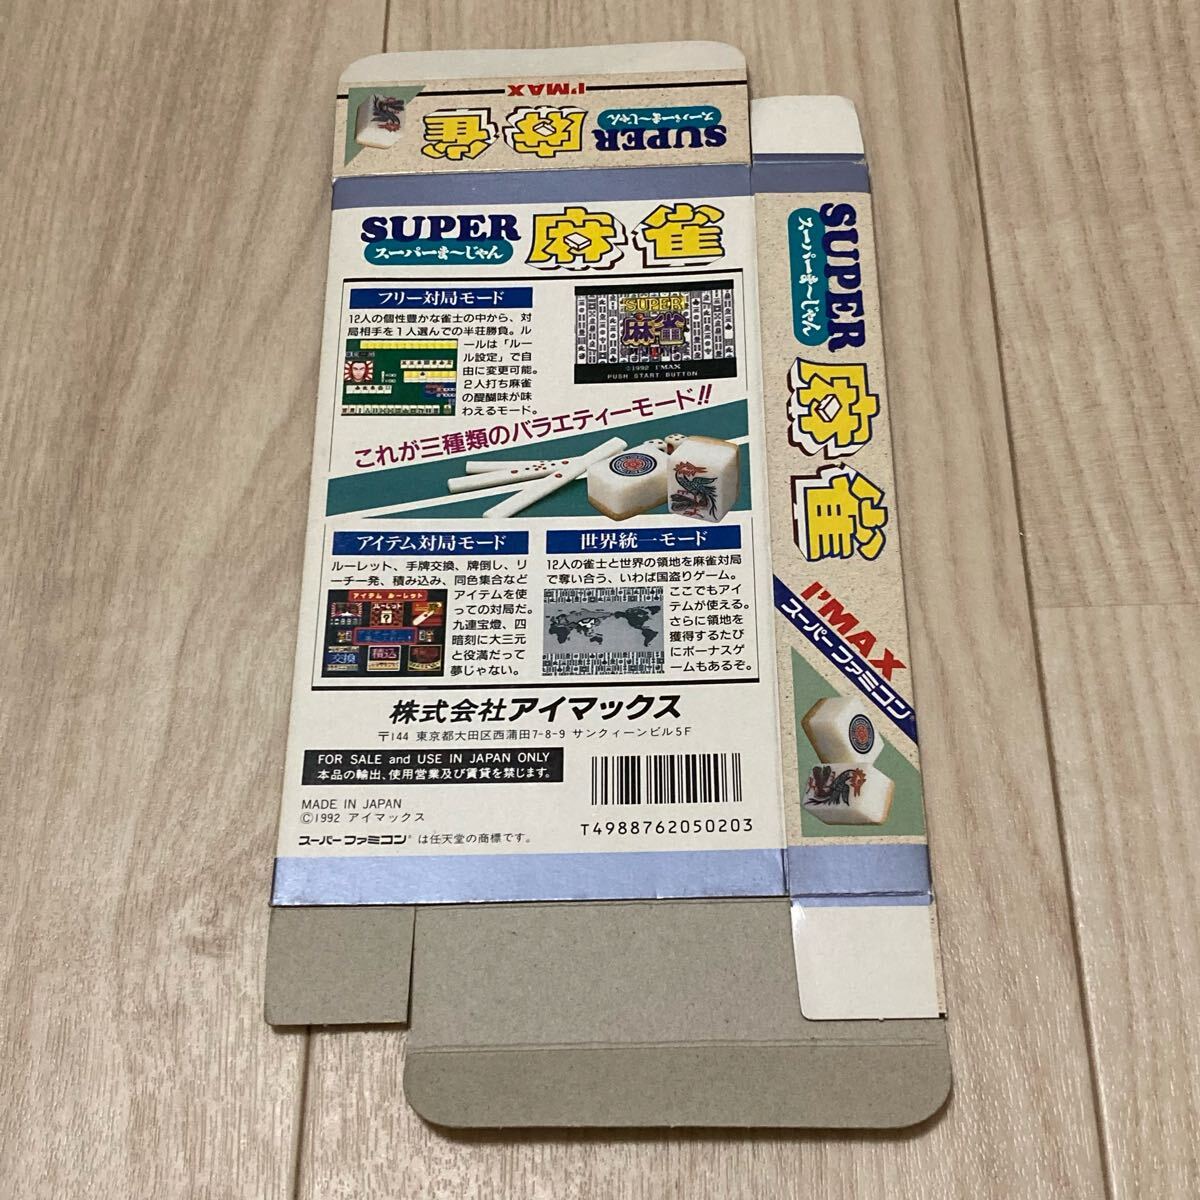 I'MAX
SUPER 麻雀
スーパーま〜じゃん
SUPER 麻雀
スーパーま〜じゃん
フリー対局モード
12人の個性豊かな雀士の中から、対
局相手を1人選んでの半荘勝負。ル
ールは「ルー
ル設定」で自
由に変更可能。
2人打ち麻雀
の醍醐味が味
わえるモード。
SUPER
麻雀
©1992 I'MAX
PUSH START BUTTON
これが三種類のバラエティーモード!!
アイテム対局モード
ルーレット、手牌交換、牌倒し、リ
ーチ一発、積み込み、同色集合など
アイテムを使
っての対局だ。
九連宝燈、四
暗刻に大三元
と役満だって
夢じゃない。
アイテム ルーレット
ルーレット
?
交換
積込
世界統一モード
12人の雀士と世界の領地を麻雀対局
で奪い合う、いわば国盗りゲーム。
ここでもアイ
テムが使える。
さらに領地を
獲得するたび
にボーナスゲ
ームもあるぞ。
株式会社アイマックス
〒144 東京都大田区西蒲田7-8-9 サンクィーンビル5F
FOR SALE and USE IN JAPAN ONLY
本品の輸出、使用営業及び賃貸を禁じます。
MADE IN JAPAN
©1992 アイマックス
スーパーファミコン®は任天堂の商標です。
T4988762050203
SUPER 麻雀
スーパーま〜じゃん
I'MAX
スーパーファミコン®